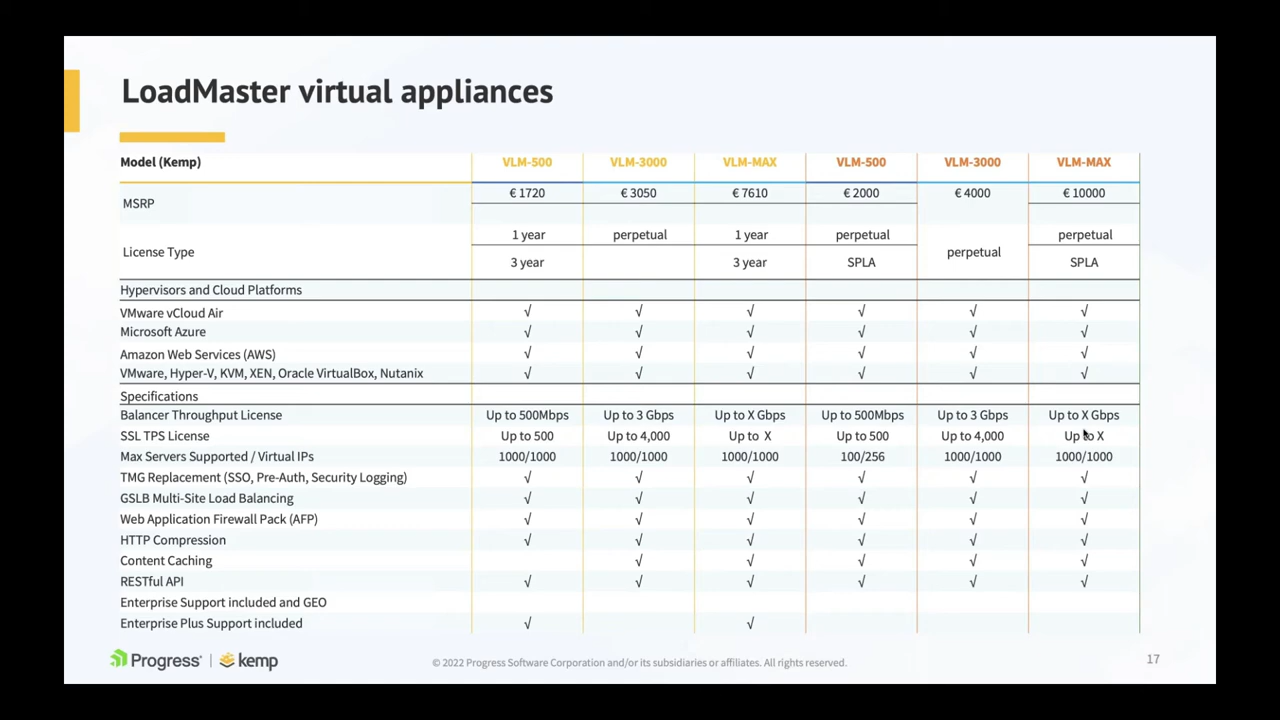 LoadMaster virtual appliances
Model (Kemp) VLM-500 VLM-3000 VLM-MAX VLM-500 VLM-3000 VLM-MAX
MSRP € 1720 € 3050 € 7610 € 2000 € 4000 € 10000
License Type 1 year perpetual 1 year perpetual perpetual perpetual
3 year 3 year SPLA SPLA
Hypervisors and Cloud Platforms
VMware vCloud Air √ √ √ √ √ √
Microsoft Azure √ √ √ √ √ √
Amazon Web Services (AWS) √ √ √ √ √ √
VMware, Hyper-V, KVM, XEN, Oracle VirtualBox, Nutanix √ √ √ √ √ √
Specifications
Balancer Throughput License Up to 500Mbps Up to 3 Gbps Up to X Gbps Up to 500Mbps Up to 3 Gbps Up to X Gbps
SSL TPS License Up to 500 Up to 4,000 Up to X Up to 500 Up to 4,000 Up to X
Max Servers Supported / Virtual IPs 1000/1000 1000/1000 1000/1000 100/256 1000/1000 1000/1000
TMG Replacement (SSO, Pre-Auth, Security Logging) √ √ √ √ √ √
GSLB Multi-Site Load Balancing √ √ √ √ √ √
Web Application Firewall Pack (AFP) √ √ √ √ √ √
HTTP Compression √ √ √ √ √ √
Content Caching √ √ √ √ √
RESTful API √ √ √ √ √ √
Enterprise Support included and GEO
Enterprise Plus Support included √ √
Progress | kemp
© 2022 Progress Software Corporation and/or its subsidiaries or affiliates. All rights reserved.
17